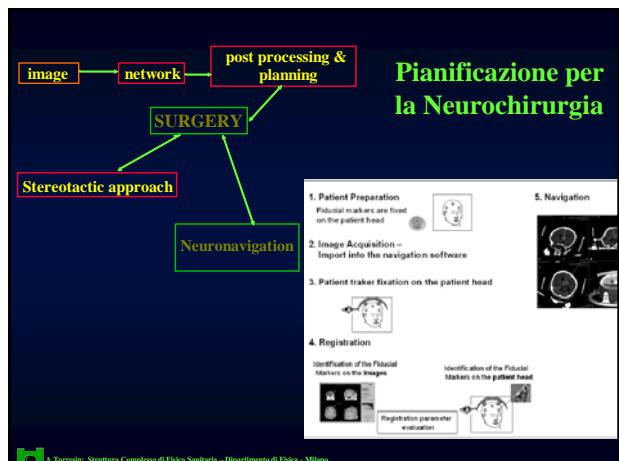 image
network
post processing &
planning
Pianificazione per
la Neurochirurgia
SURGERY
Stereotactic approach
Neuronavigation
1. Patient Preparation
Fiducial markers are fixed
on the patient head
2. Image Acquisition –
Import into the navigation software
3. Patient traker fixation on the patient head
4. Registration
Identification of the Fiducial
Markers on the images
Identification of the Fiducial
Markers on the patient head
Registration parameter
evaluation
5. Navigation
A.Torresin: Struttura Complessa di Fisica Sanitaria – Dipartimento di Fisica - Milano